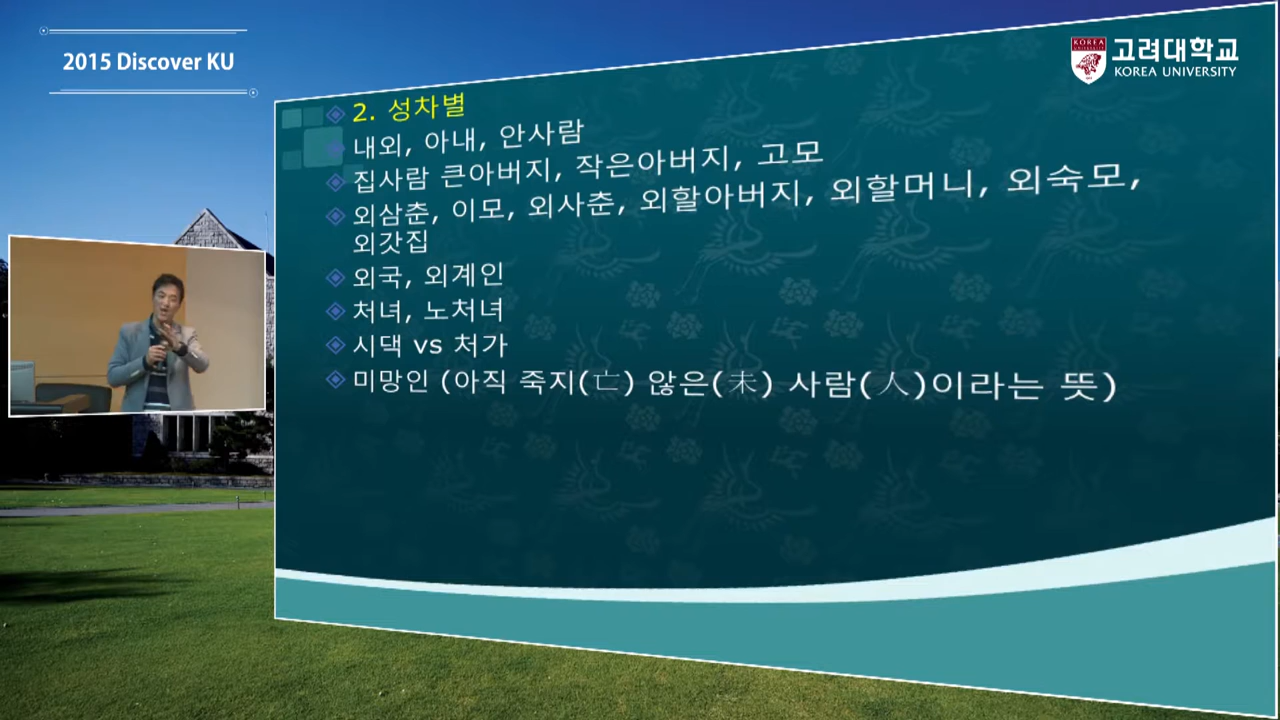 2015 Discover KU
KOREA
UNIVERSITY
고려대학교
KOREA UNIVERSITY
2. 성차별
내외, 아내, 안사람
집사람 큰아버지, 작은아버지, 고모
외삼춘, 이모, 외사춘, 외할아버지, 외할머니, 외숙모,
외갓집
외국, 외계인
처녀, 노처녀
시댁 vs 처가
미망인 (아직 죽지(亡) 않은(未) 사람(人)이라는 뜻)